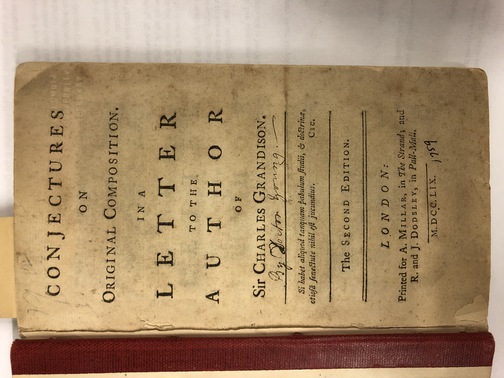 CONJECTURES
ON
ORIGINAL COMPOSITION.
IN A
LETTER
TO THE
AUTHOR
OF
Sir CHARLES GRANDISON.
By Doctor Young.
Si habet aliquod tanquam pabulum ſtudii, & doctrinæ,
otioſâ ſenectute nihil eſt jucundius. CIC.
The SECOND EDITION.
LONDON:
Printed for A. MILLAR, in The Strand; and
R. and J. DODSLEY, in Pall-Mall.
M.DCC.LIX. 1759